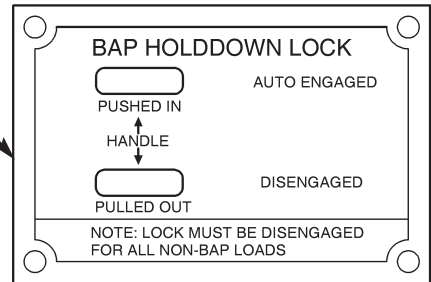 BAP HOLDDOWN LOCK
AUTO ENGAGED
PUSHED IN
HANDLE
DISENGAGED
PULLED OUT
NOTE: LOCK MUST BE DISENGAGED
FOR ALL NON-BAP LOADS